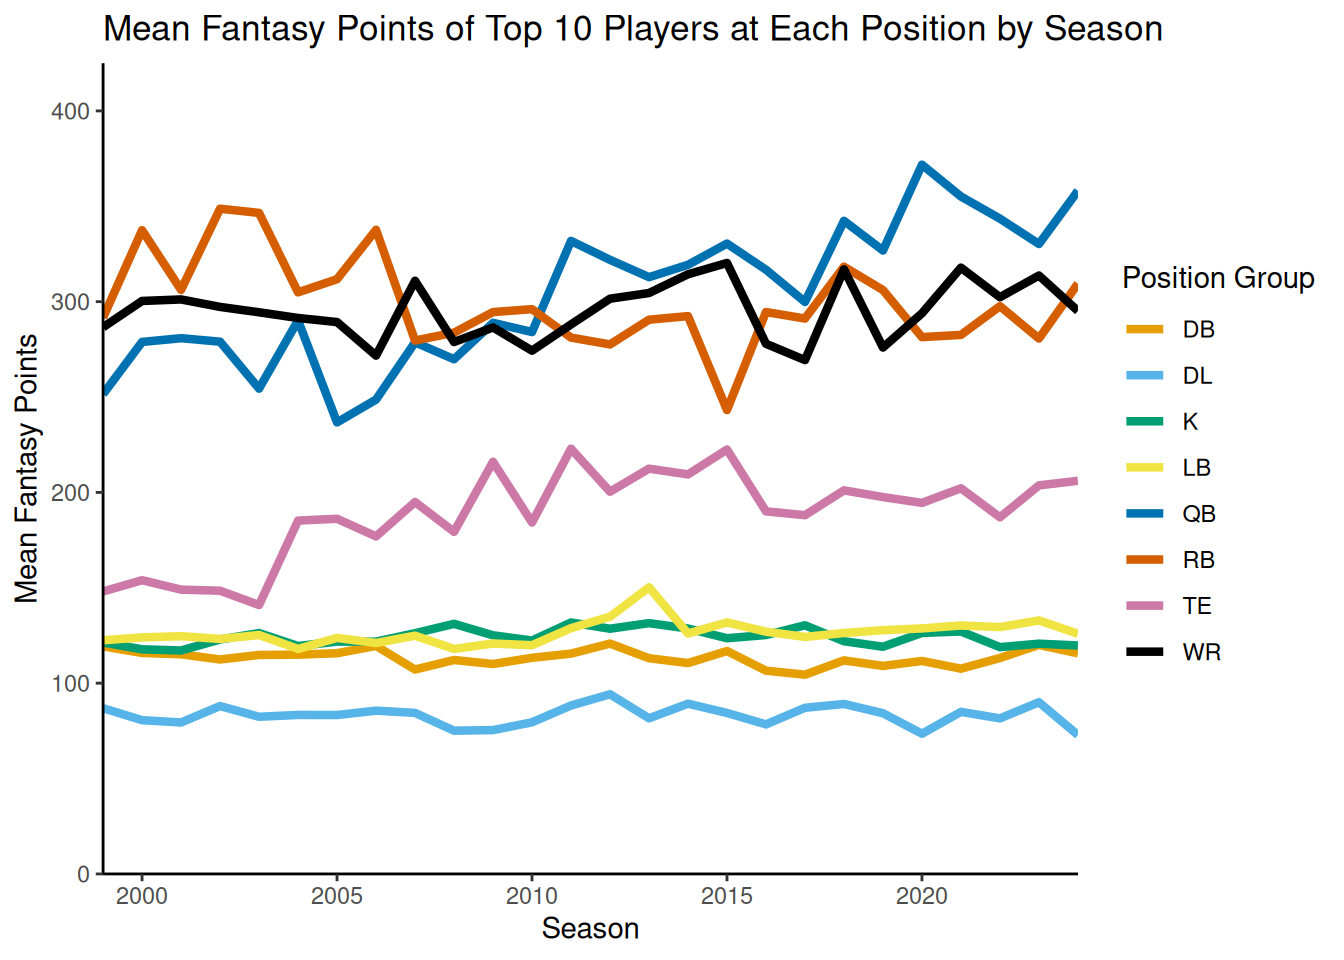 Mean Fantasy Points of Top 10 Players at Each Position by Season
Mean Fantasy Points
400
300
200
100
0
2000 2005 2010 2015 2020
Season
Position Group
DB
DL
K
LB
QB
RB
TE
WR